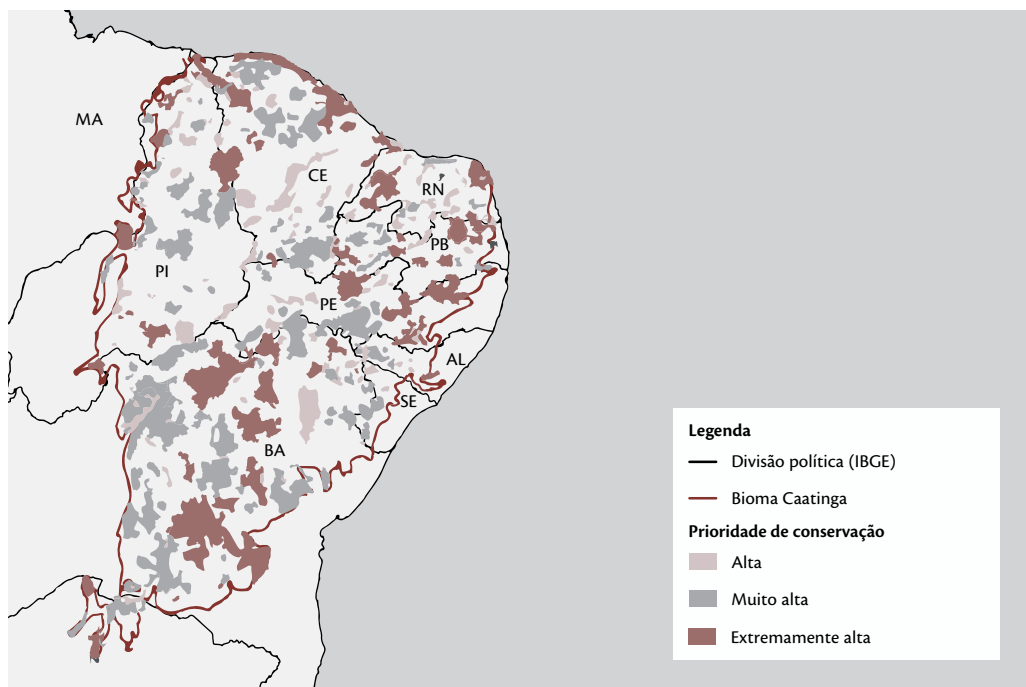 MA
CE
RN
PB
PI
PE
AL
SE
BA
Legenda
Divisão política (IBGE)
Bioma Caatinga
Prioridade de conservação
Alta
Muito alta
Extremamente alta